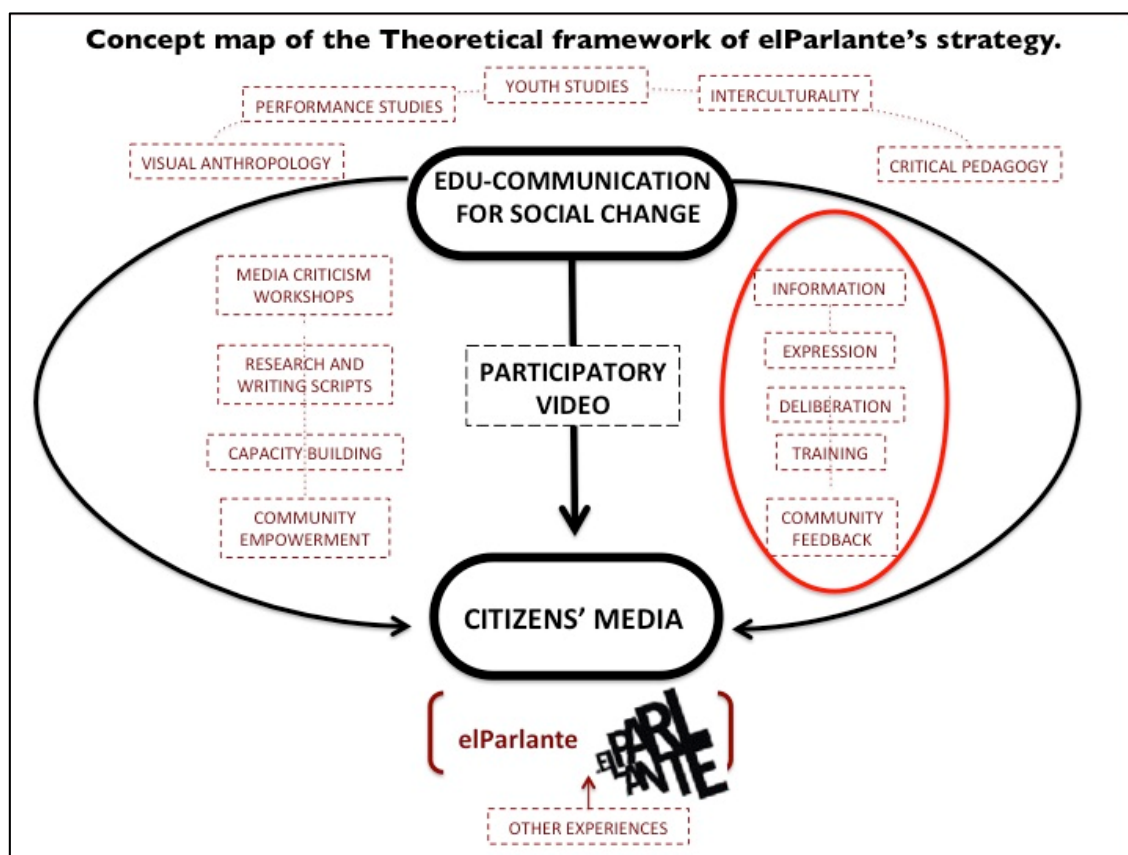 Concept map of the Theoretical framework of elParlante's strategy.
YOUTH STUDIES
PERFORMANCE STUDIES
INTERCULTURALITY
VISUAL ANTHROPOLOGY
CRITICAL PEDAGOGY
EDU-COMMUNICATION
FOR SOCIAL CHANGE
MEDIA CRITICISM
WORKSHOPS
RESEARCH AND
WRITING SCRIPTS
CAPACITY BUILDING
COMMUNITY
EMPOWERMENT
PARTICIPATORY
VIDEO
INFORMATION
EXPRESSION
DELIBERATION
TRAINING
COMMUNITY
FEEDBACK
CITIZENS' MEDIA
elParlante
ELPARL
ANTE
OTHER EXPERIENCES